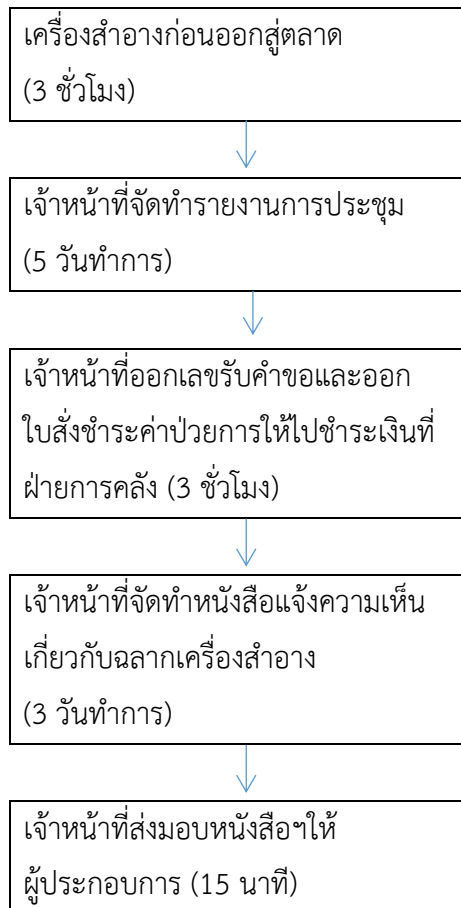 เครื่องสำอางก่อนออกสู่ตลาด
(3 ชั่วโมง)
เจ้าหน้าที่จัดทำรายงานการประชุม
(5 วันทำการ)
เจ้าหน้าที่ออกเลขรับคำขอและออก
ใบสั่งชำระค่าป่วยการให้ไปชำระเงินที่
ฝ่ายการคลัง (3 ชั่วโมง)
เจ้าหน้าที่จัดทำหนังสือแจ้งความเห็น
เกี่ยวกับฉลากเครื่องสำอาง
(3 วันทำการ)
เจ้าหน้าที่ส่งมอบหนังสือฯให้
ผู้ประกอบการ (15 นาที)